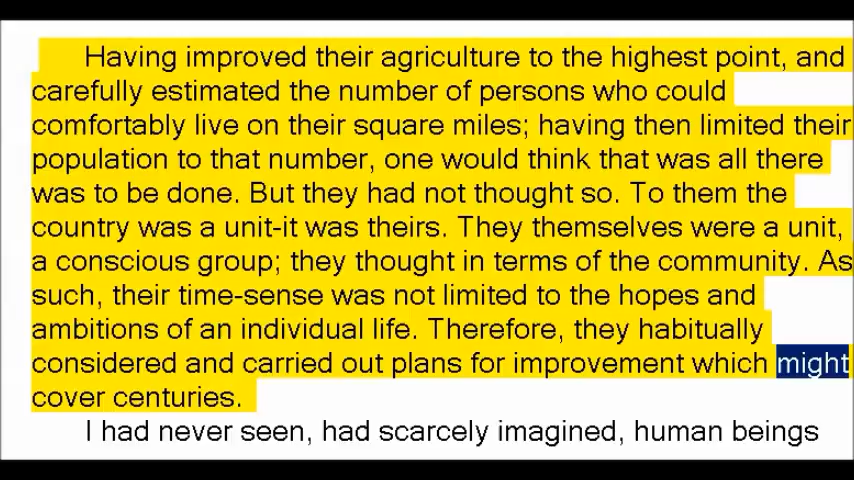 Having improved their agriculture to the highest point, and
carefully estimated the number of persons who could
comfortably live on their square miles; having then limited their
population to that number, one would think that was all there
was to be done. But they had not thought so. To them the
country was a unit-it was theirs. They themselves were a unit,
a conscious group; they thought in terms of the community. As
such, their time-sense was not limited to the hopes and
ambitions of an individual life. Therefore, they habitually
considered and carried out plans for improvement which might
cover centuries.
I had never seen, had scarcely imagined, human beings